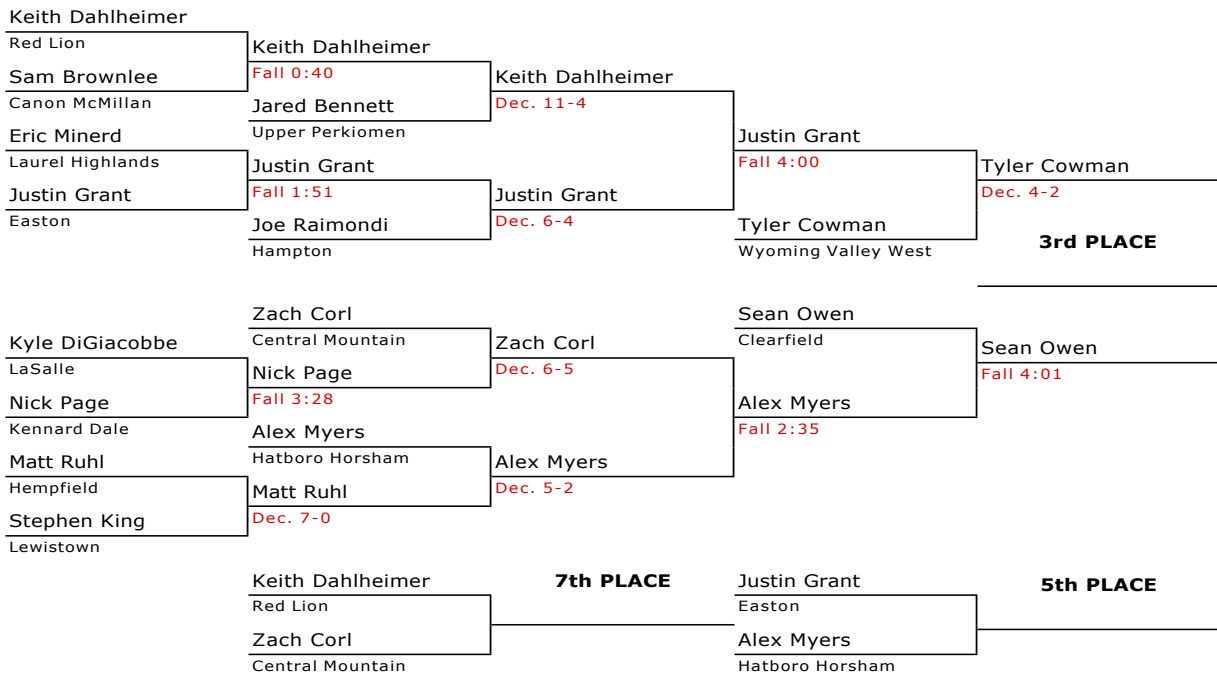 Keith Dahlheimer
Red Lion
Keith Dahlheimer
Sam Brownlee
Fall 0:40
Keith Dahlheimer
Canon McMillan
Jared Bennett
Dec. 11-4
Eric Minerd
Upper Perkiomen
Justin Grant
Laurel Highlands
Justin Grant
Fall 4:00
Tyler Cowman
Justin Grant
Fall 1:51
Justin Grant
Dec. 4-2
Easton
Joe Raimondi
Dec. 6-4
Tyler Cowman
3rd PLACE
Hampton
Wyoming Valley West
Zach Corl
Sean Owen
Kyle DiGiacobbe
Central Mountain
Zach Corl
Clearfield
Sean Owen
LaSalle
Nick Page
Dec. 6-5
Fall 4:01
Nick Page
Fall 3:28
Alex Myers
Kennard Dale
Alex Myers
Fall 2:35
Matt Ruhl
Hatboro Horsham
Alex Myers
Hempfield
Matt Ruhl
Dec. 5-2
Stephen King
Dec. 7-0
Lewistown
Keith Dahlheimer
7th PLACE
Justin Grant
5th PLACE
Red Lion
Easton
Zach Corl
Alex Myers
Central Mountain
Hatboro Horsham